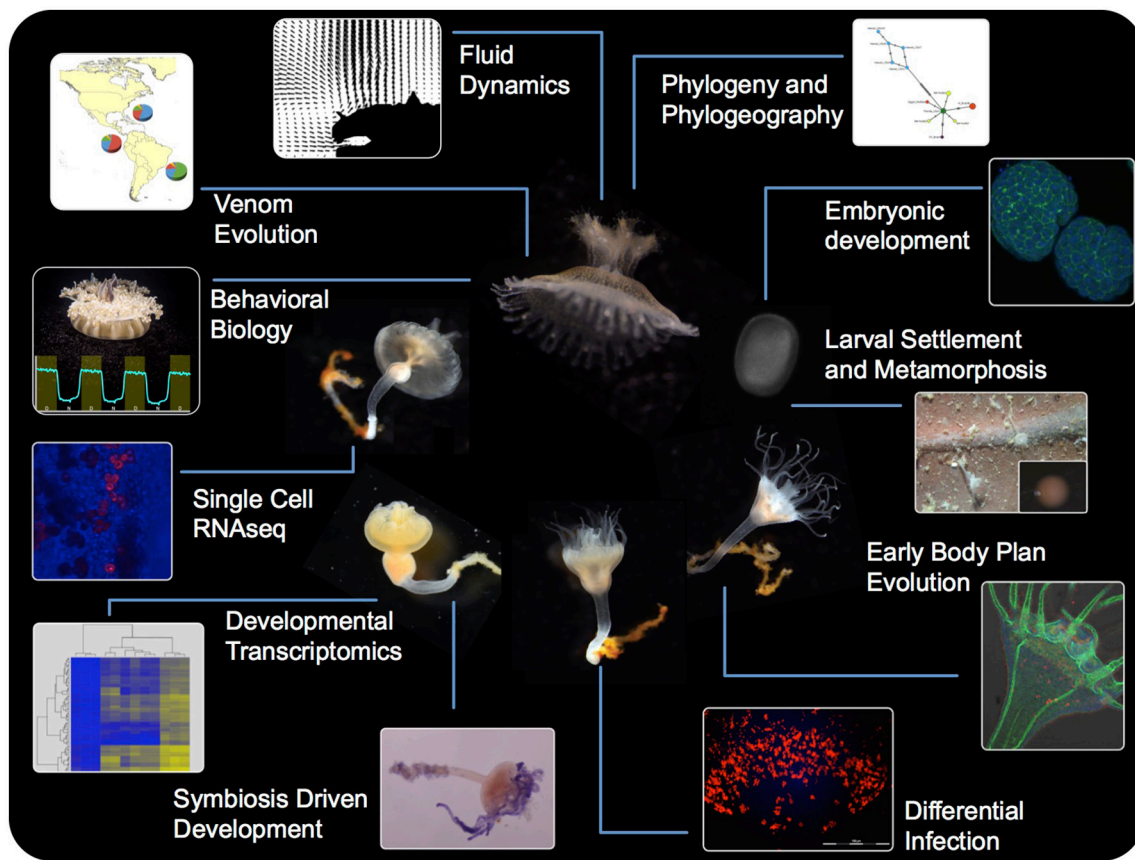 Fluid
Dynamics
Phylogeny and
Phylogeography
Venom
Evolution
Embryonic
development
Behavioral
Biology
Larval Settlement
and Metamorphosis
D N D N D N D
Single Cell
RNAseq
Early Body Plan
Evolution
Developmental
Transcriptomics
Symbiosis Driven
Development
Differential
Infection